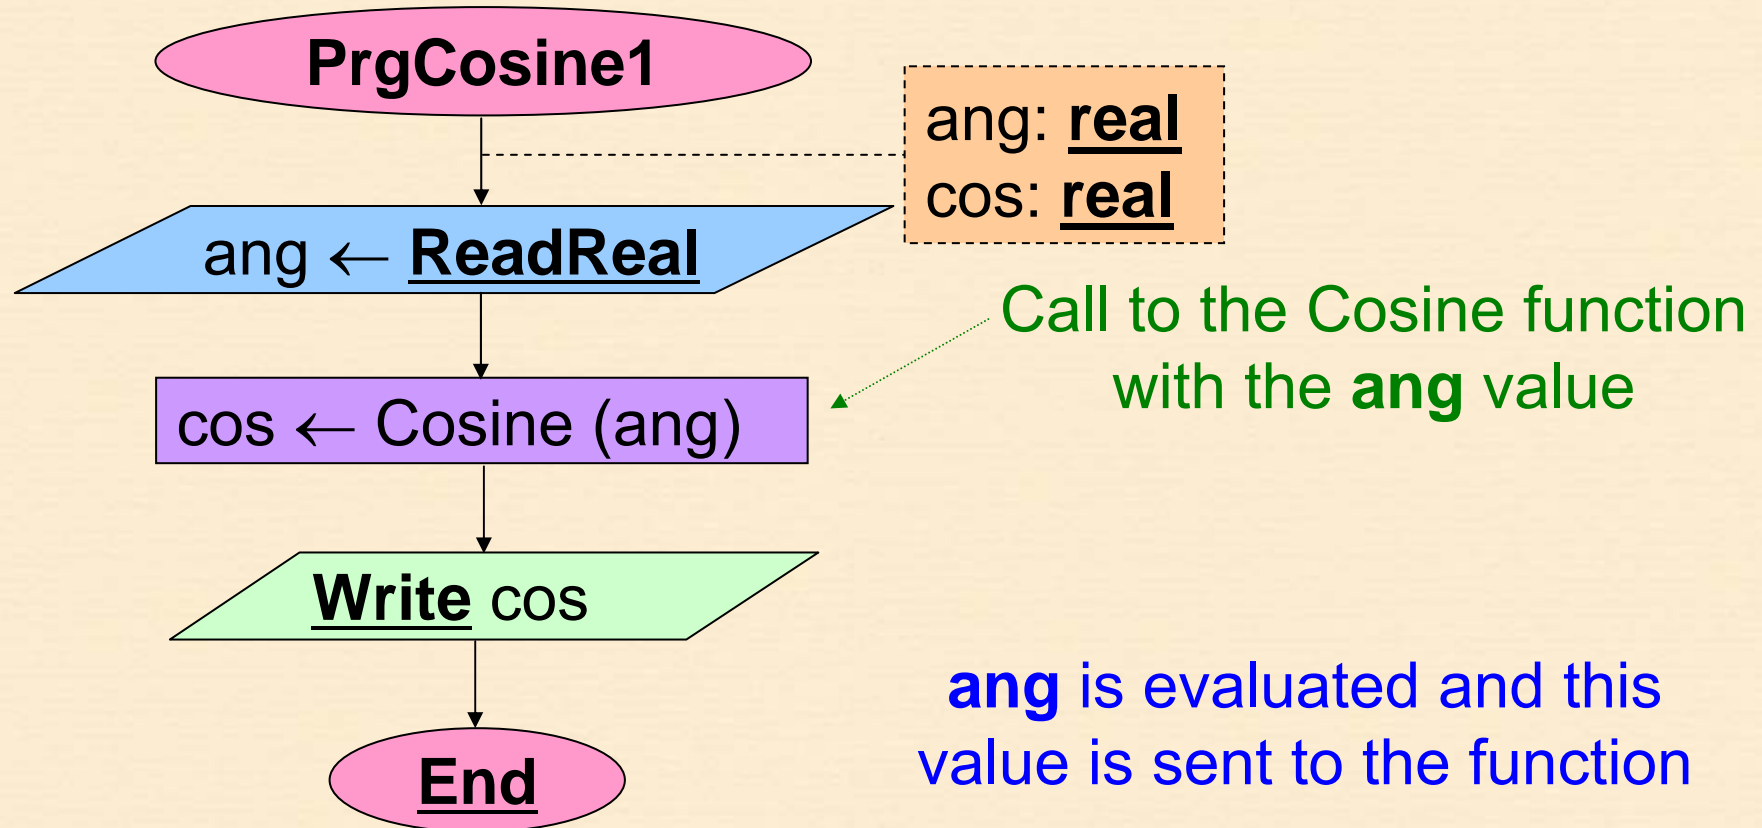 PrgCosine1
ang: real
cos: real
ang ← ReadReal
Call to the Cosine function
with the ang value
cos ← Cosine (ang)
Write cos
ang is evaluated and this
value is sent to the function
End